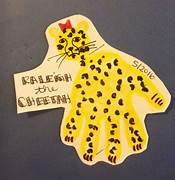 RALEIGH
the
CHEETAH
5/2016